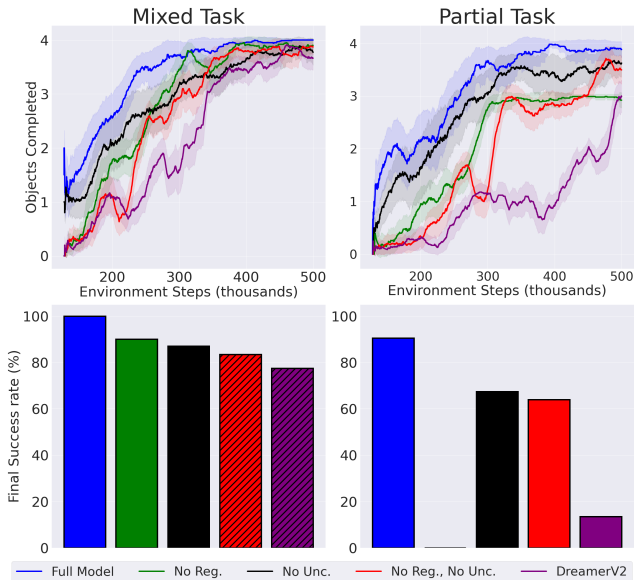 Mixed Task
Partial Task
Objects Completed
4
3
2
1
0
200
300
400
500
Environment Steps (thousands)
4
3
2
1
0
200
300
400
500
Environment Steps (thousands)
Final Success rate (%)
100
80
60
40
20
0
100
80
60
40
20
0
Full Model
No Reg.
No Unc.
No Reg., No Unc.
DreamerV2